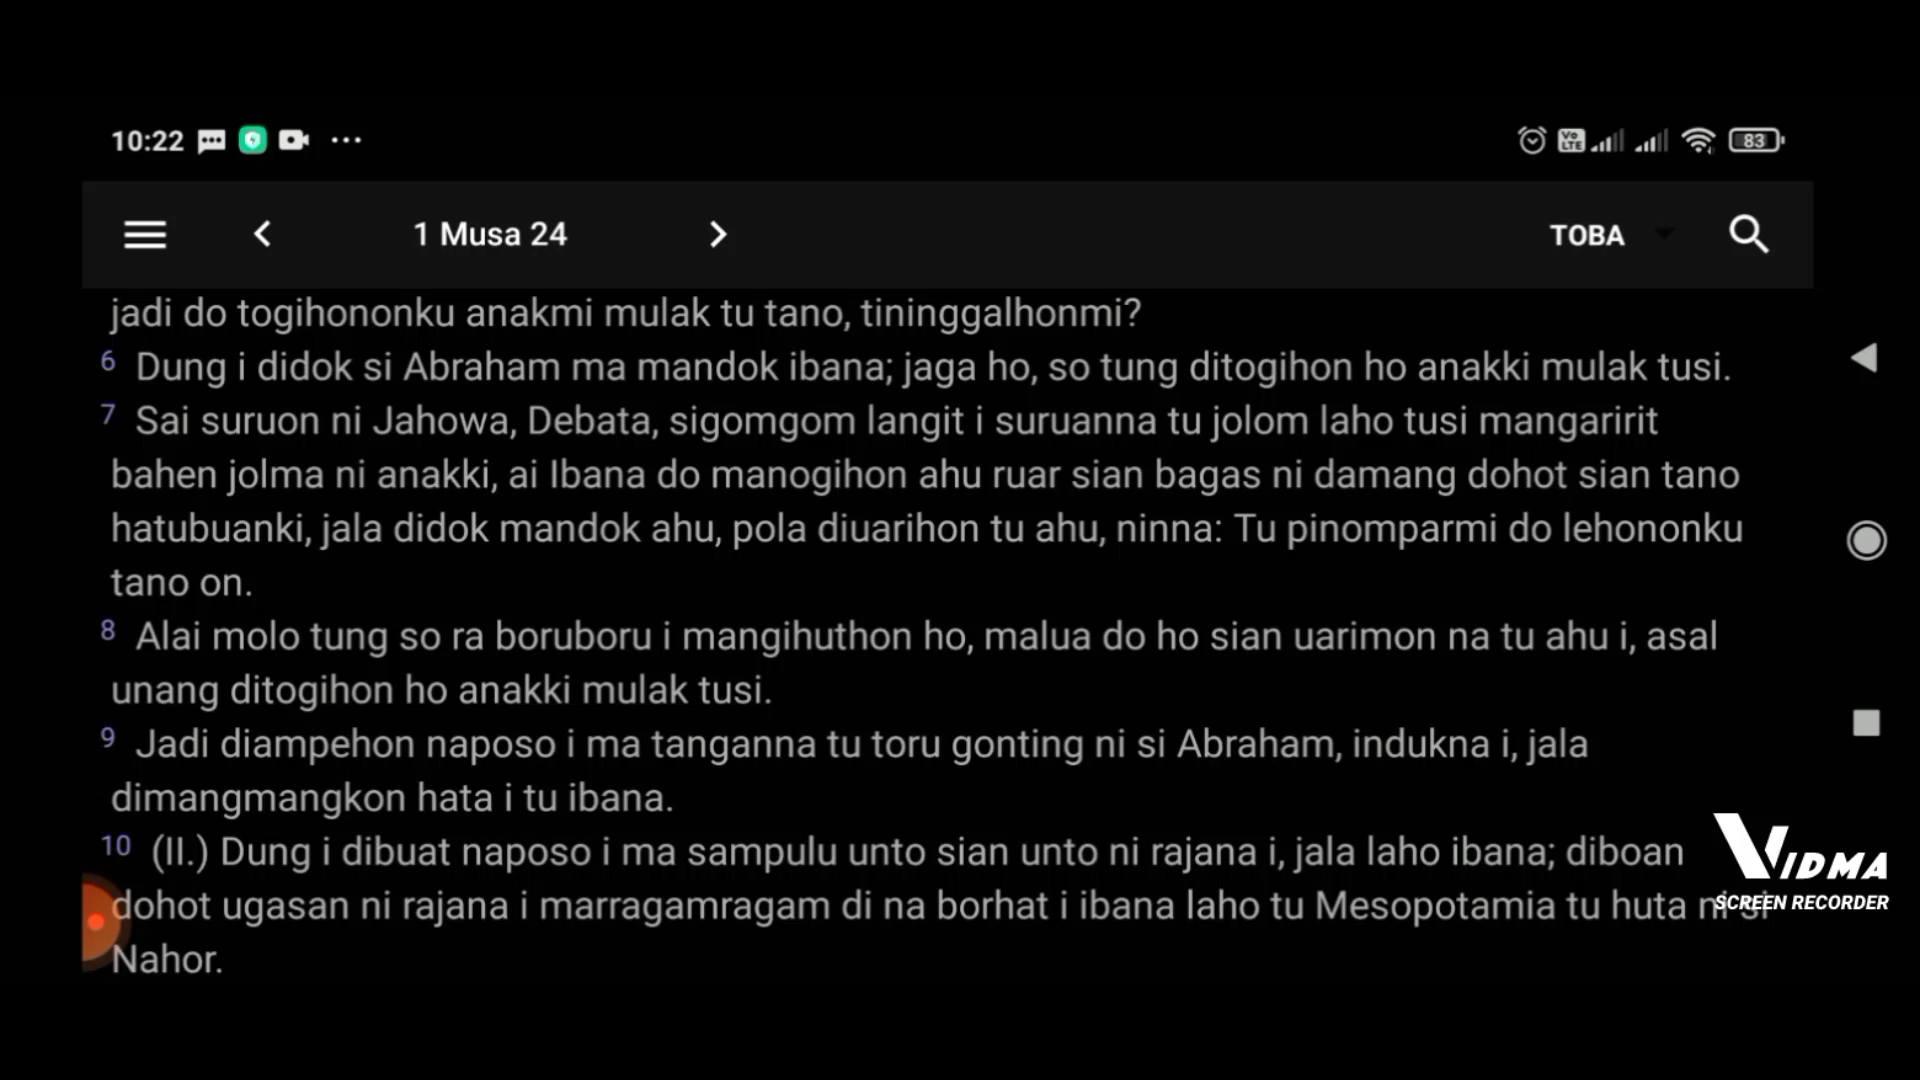 10:22
83
1 Musa 24
TOBA
jadi do togihononku anakmi mulak tu tano, tininggalhonmi?
6 Dung i didok si Abraham ma mandok ibana; jaga ho, so tung ditogihon ho anakki mulak tusi.
7 Sai suruon ni Jahowa, Debata, sigomgom langit i suruanna tu jolom laho tusi mangaririt
bahen jolma ni anakki, ai Ibana do manogihon ahu ruar sian bagas ni damang dohot sian tano
hatubuanki, jala didok mandok ahu, pola diuarihon tu ahu, ninna: Tu pinomparmi do lehononku
tano on.
8 Alai molo tung so ra boruboru i mangihuthon ho, malua do ho sian uarimon na tu ahu i, asal
unang ditogihon ho anakki mulak tusi.
9 Jadi diampehon naposo i ma tanganna tu toru gonting ni si Abraham, indukna i, jala
dimangmangkon hata i tu ibana.
10 (II.) Dung i dibuat naposo i ma sampulu unto sian unto ni rajana i, jala laho ibana; diboan
dohot ugasan ni rajana i marragamragam di na borhat i ibana laho tu Mesopotamia tu huta ni si
Nahor.
VIDMA
SCREEN RECORDER